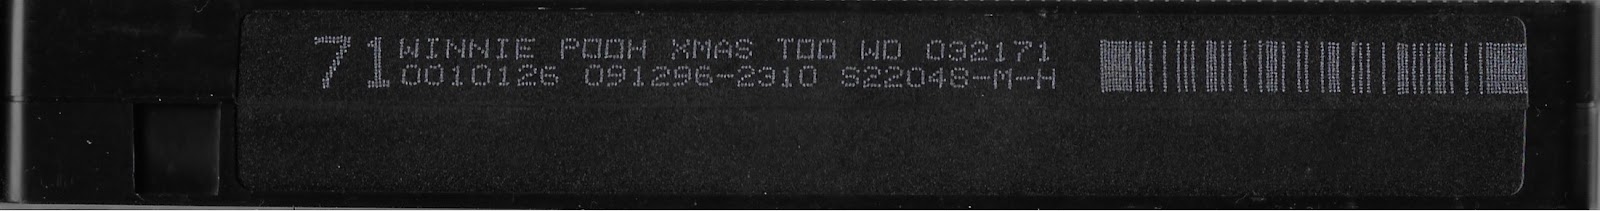 71 WINNIE POOH XMAS TOO WD 032171
0010126 091296-2310 S22048-M-H